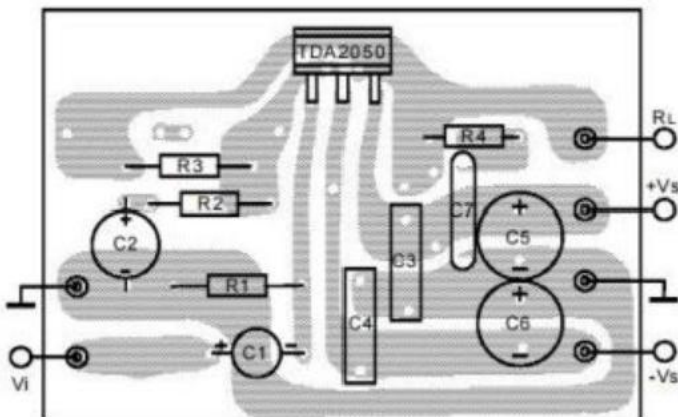 TDA2050
RL
R4
R3
+Vs
R2
C7
+
C5
-
C2
+
-
C3
R1
C4
+
C6
-
+ C1 -
Vi
-Vs